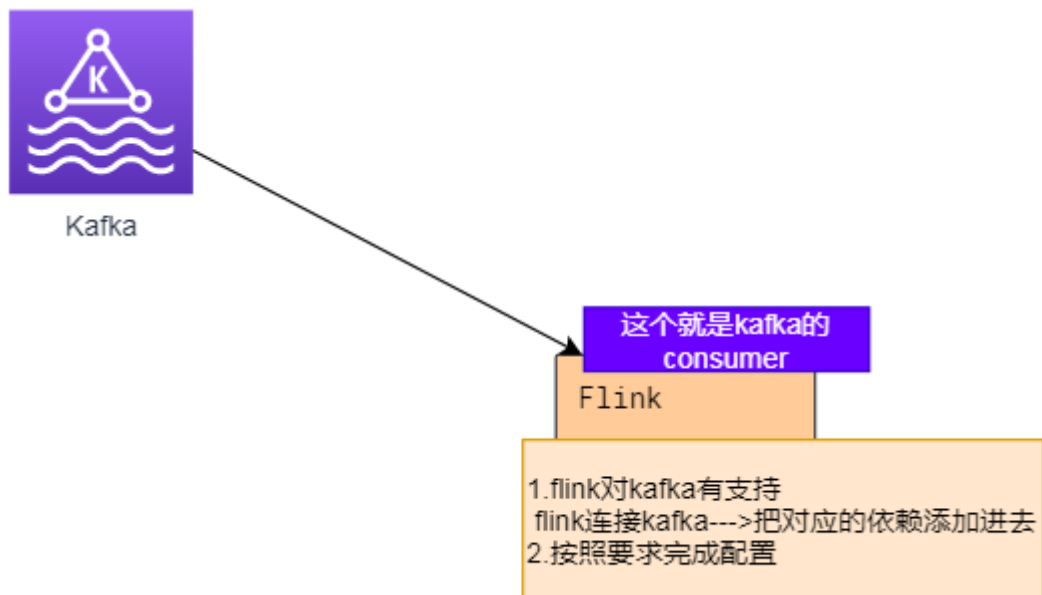 K
Kafka
这个就是kafka的
consumer
Flink
1.flink对kafka有支持
flink连接kafka--->把对应的依赖添加进去
2.按照要求完成配置